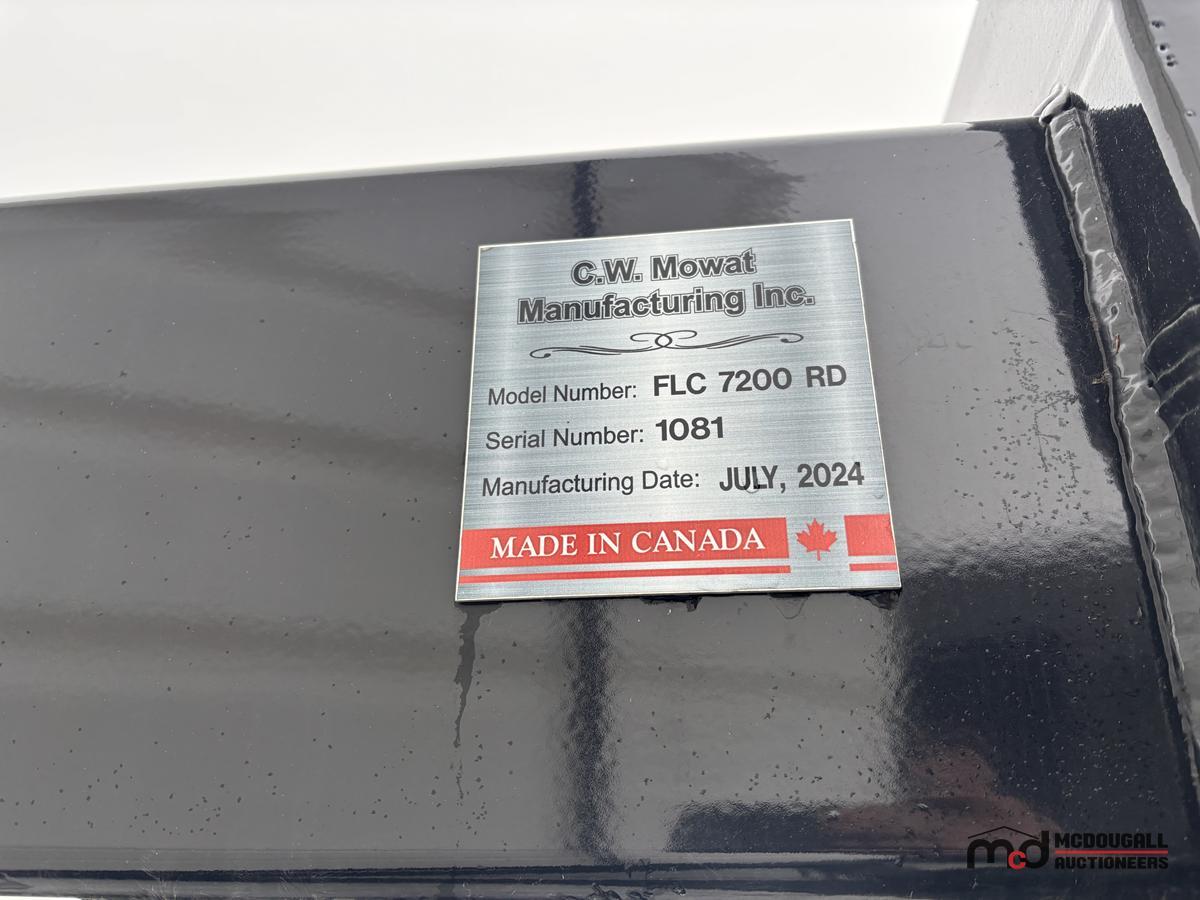 C.W. Mowat
Manufacturing Inc.
Model Number: FLC 7200 RD
Serial Number: 1081
Manufacturing Date: JULY, 2024
MADE IN CANADA
mcd MCDOUGALL
AUCTIONEERS